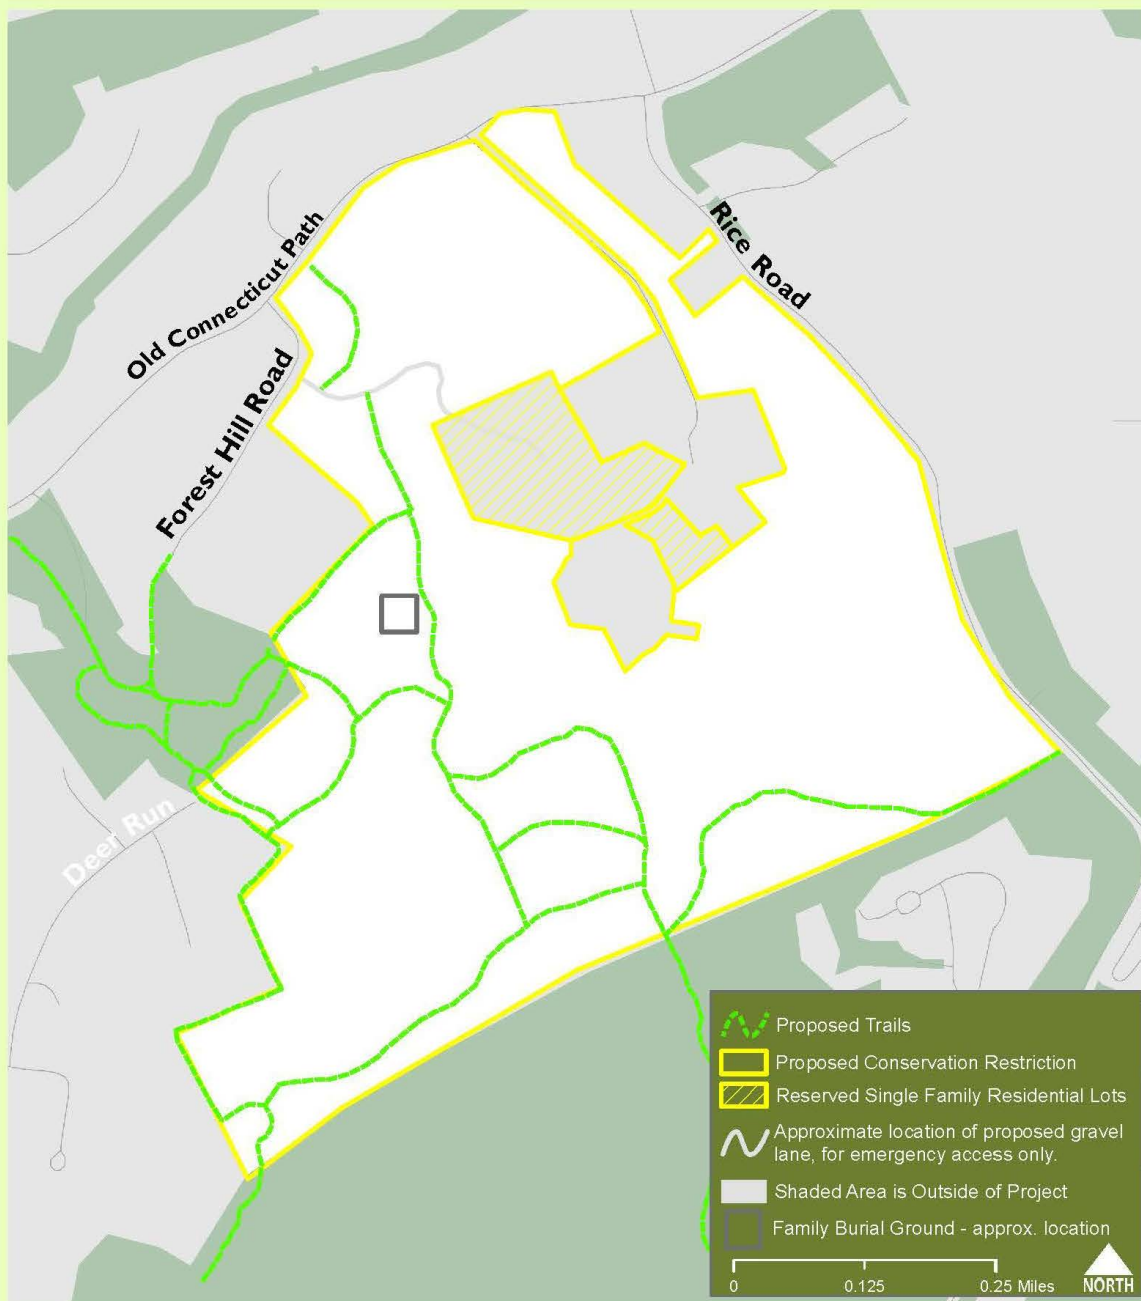 Old Connecticut Path
Rice Road
Forest Hill Road
Deer Run
Proposed Trails
Proposed Conservation Restriction
Reserved Single Family Residential Lots
Approximate location of proposed gravel
lane, for emergency access only.
Shaded Area is Outside of Project
Family Burial Ground - approx. location
0 0.125 0.25 Miles
NORTH